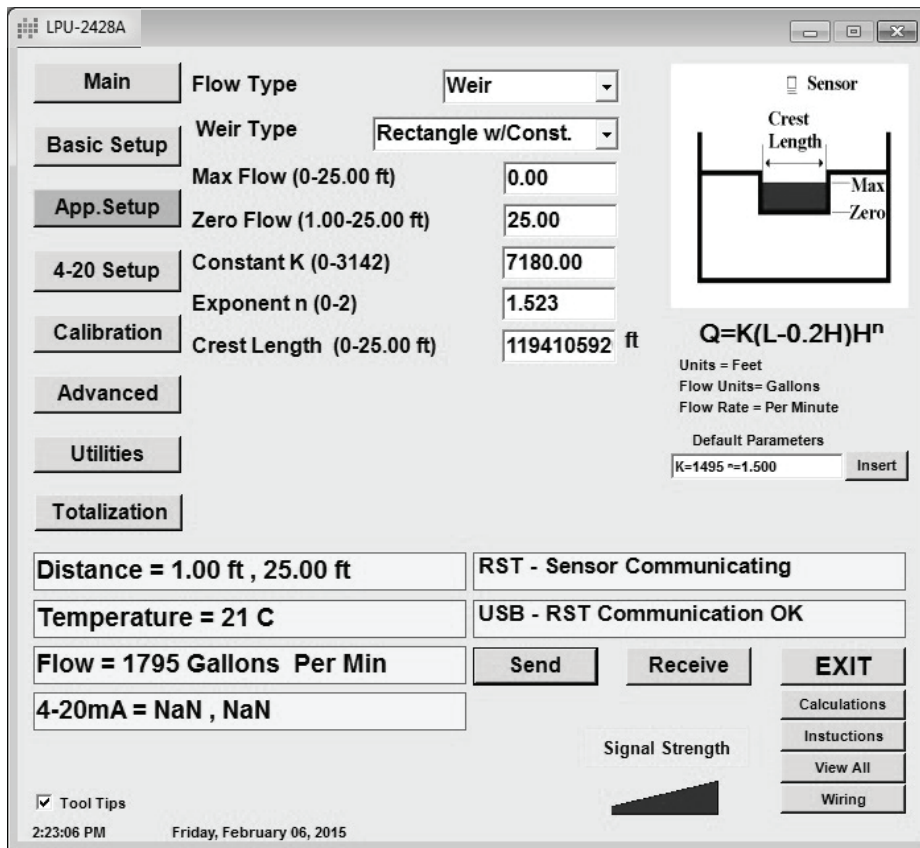 LPU-2428A
Main
Basic Setup
App.Setup
4-20 Setup
Calibration
Advanced
Utilities
Totalization
Flow Type
Weir
Weir Type
Rectangle w/Const.
Max Flow (0-25.00 ft)
0.00
Zero Flow (1.00-25.00 ft)
25.00
Constant K (0-3142)
7180.00
Exponent n (0-2)
1.523
Crest Length (0-25.00 ft)
119410592
ft
Sensor
Crest
Length
Max
Zero
Q=K(L-0.2H)Hⁿ
Units = Feet
Flow Units= Gallons
Flow Rate = Per Minute
Default Parameters
K=1495 ⁿ=1.500
Insert
Distance = 1.00 ft , 25.00 ft
RST - Sensor Communicating
Temperature = 21 C
USB - RST Communication OK
Flow = 1795 Gallons Per Min
Send
Receive
EXIT
4-20mA = NaN , NaN
Calculations
Instuctions
View All
Wiring
Signal Strength
Tool Tips
2:23:06 PM
Friday, February 06, 2015